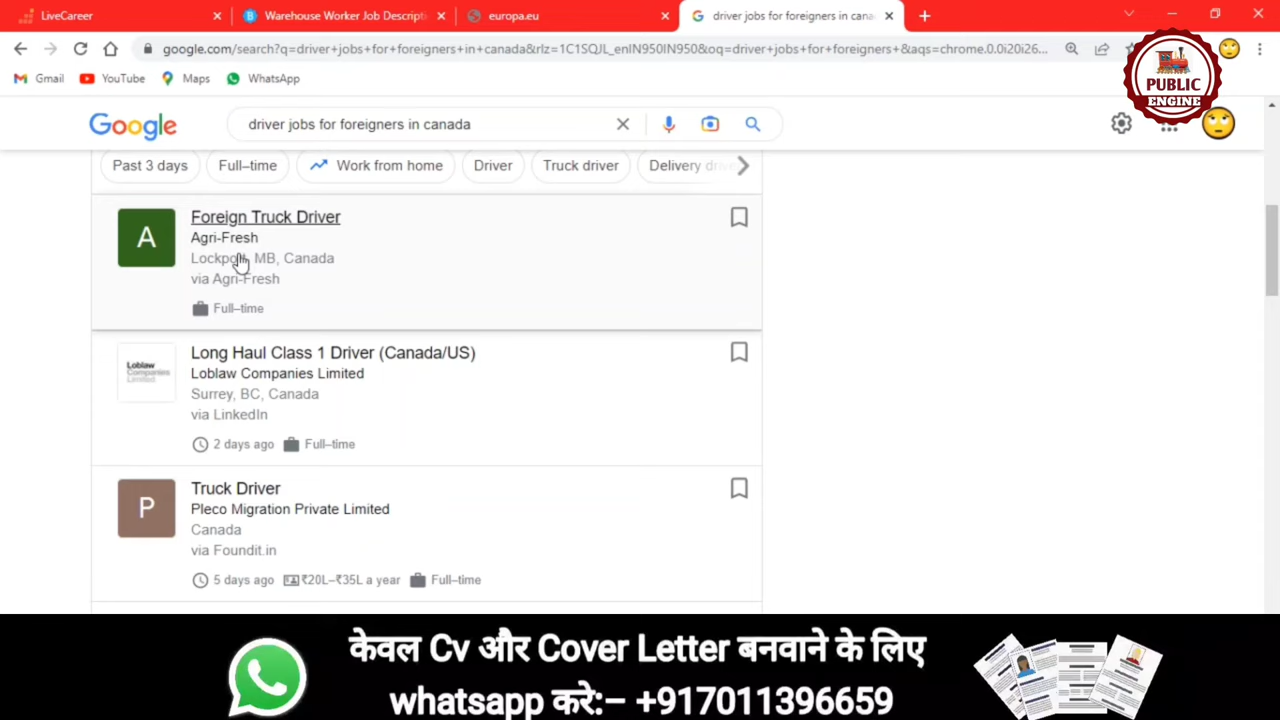 LiveCareer
Warehouse Worker Job Descripti
europa.eu
driver jobs for foreigners in cana
google.com/search?q=driver+jobs+for+foreigners+in+canada&rlz=1C1SQJL_enIN950IN950&oq=driver+jobs+for+foreigners+&aqs=chrome.0.0i20i26...
Gmail
YouTube
Maps
WhatsApp
PUBLIC
ENGINE
Google
driver jobs for foreigners in canada
Past 3 days
Full–time
Work from home
Driver
Truck driver
Delivery
A
Foreign Truck Driver
Agri-Fresh
Lockport, MB, Canada
via Agri-Fresh
Full–time
Loblaw
Companies
Limited
Long Haul Class 1 Driver (Canada/US)
Loblaw Companies Limited
Surrey, BC, Canada
via LinkedIn
2 days ago
Full–time
P
Truck Driver
Pleco Migration Private Limited
Canada
via Foundit.in
5 days ago
₹20L–₹35L a year
Full–time
केवल Cv और Cover Letter बनवाने के लिए
whatsapp करे:– +917011396659